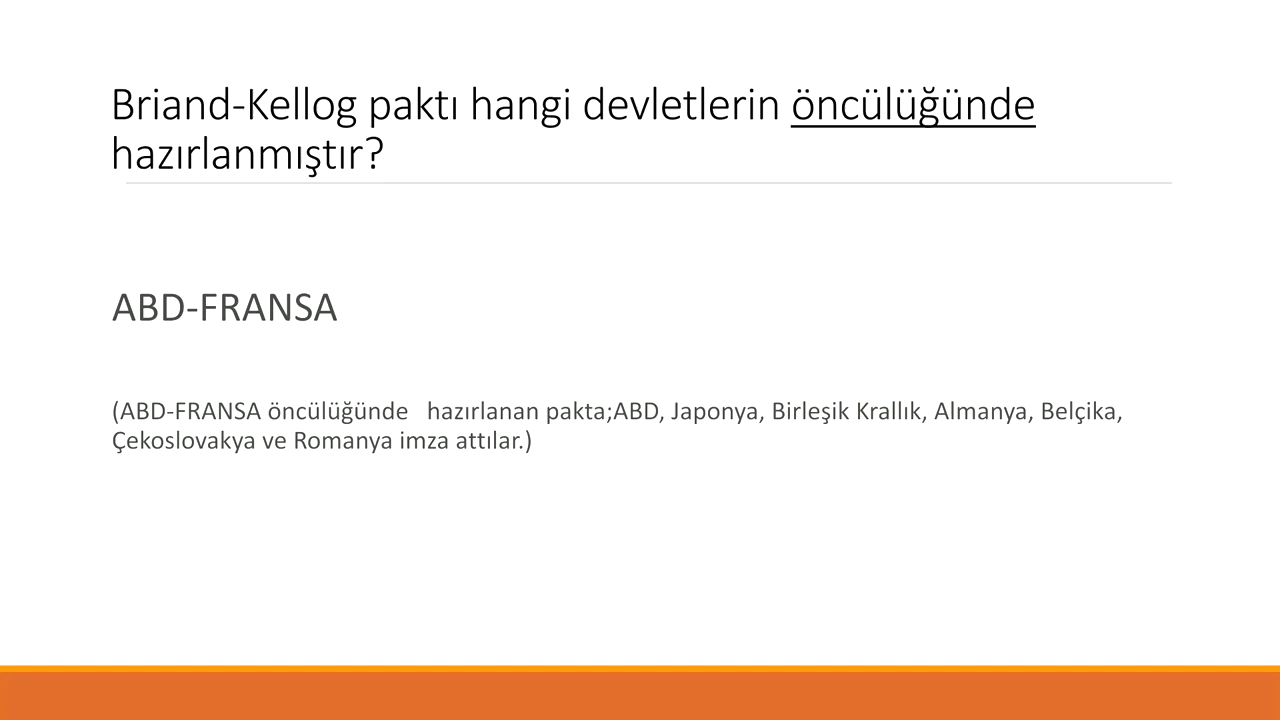 Briand-Kellog paktı hangi devletlerin öncülüğünde
hazırlanmıştır?
ABD-FRANSA
(ABD-FRANSA öncülüğünde   hazırlanan pakta;ABD, Japonya, Birleşik Krallık, Almanya, Belçika,
Çekoslovakya ve Romanya imza attılar.)